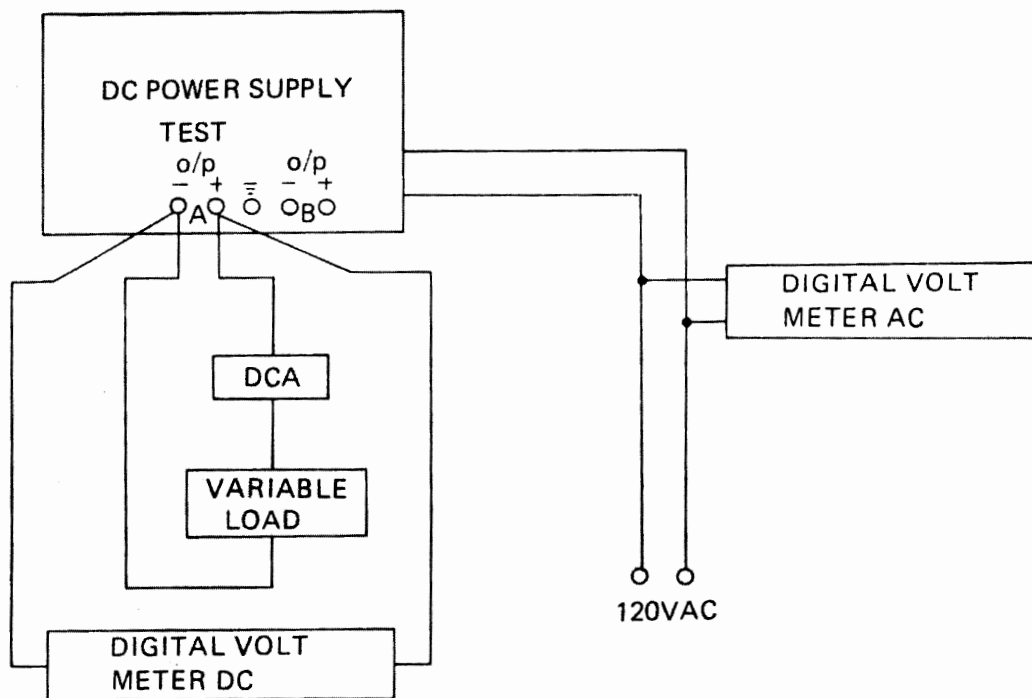 DC POWER SUPPLY
TEST
o/p o/p
− + − +
A B
DIGITAL VOLT
METER AC
DCA
VARIABLE
LOAD
120VAC
DIGITAL VOLT
METER DC